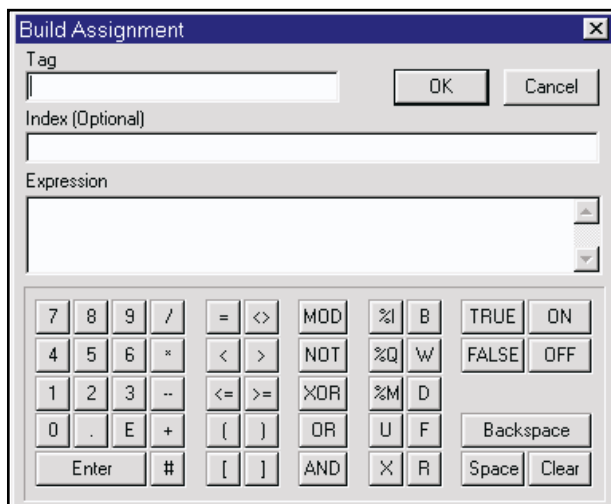 Build Assignment
Tag
OK Cancel
Index (Optional)
Expression
7 8 9 / = <> MOD %I B TRUE ON
4 5 6 * < > NOT %Q W FALSE OFF
1 2 3 -- <= >= XOR %M D
0 . E + ( ) OR U F Backspace
Enter # [ ] AND X R Space Clear